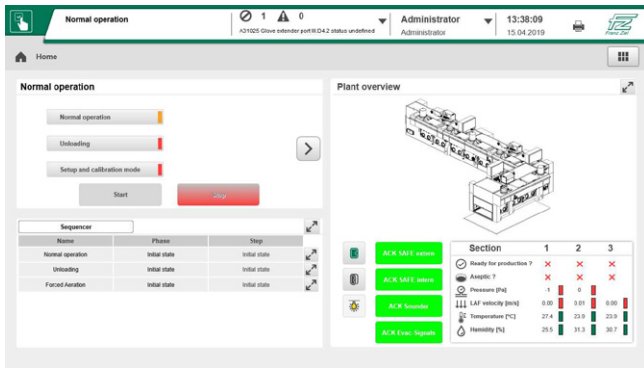 Normal operation
1 0
A31025 Glove extender port III.D4.2 status undefined
Administrator
Administrator
13:38:09
15.04.2019
FZ
Franz Ziel
Home
Normal operation
Normal operation
Unloading
Setup and calibration mode
Start
Stop
Sequencer
Name Phase Step
Normal operation Initial state Initial state
Unloading Initial state Initial state
Forced Aeration Initial state Initial state
Plant overview
ACK SAFE extern
ACK SAFE intern
ACK Sounder
ACK Evac. Signals
Section 1 2 3
Ready for production ?
Aseptic ?
Pressure [Pa] -1 0
LAF velocity [m/s] 0.00 0.01 0.00
Temperature [°C] 27.4 23.9 23.9
Humidity [%] 25.5 31.3 30.7